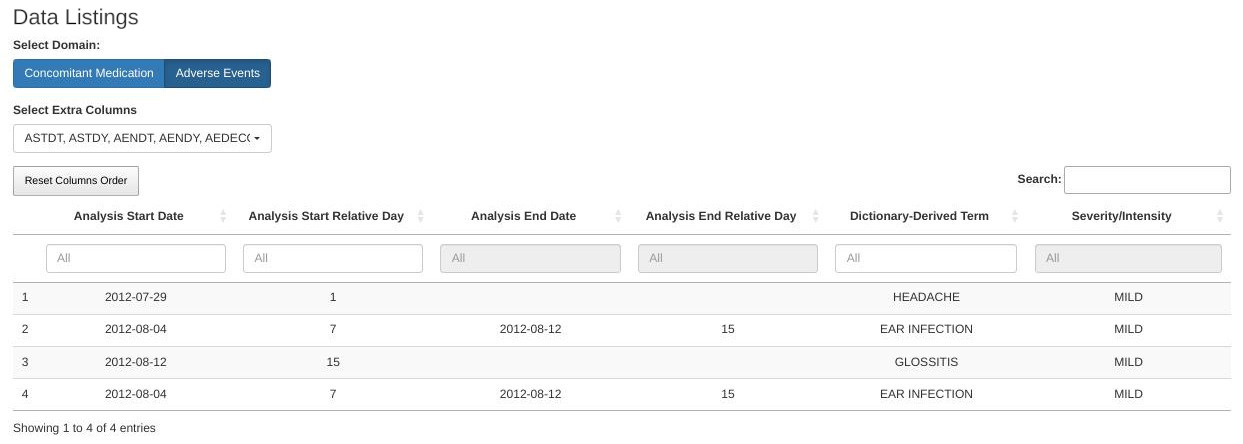 Data Listings
Select Domain:
Concomitant Medication Adverse Events
Select Extra Columns
ASTDT, ASTDY, AENDT, AENDY, AEDEC
Reset Columns Order Search:
Analysis Start Date Analysis Start Relative Day Analysis End Date Analysis End Relative Day Dictionary-Derived Term Severity/Intensity
All All All All All All
1 2012-07-29 1 HEADACHE MILD
2 2012-08-04 7 2012-08-12 15 EAR INFECTION MILD
3 2012-08-12 15 GLOSSITIS MILD
4 2012-08-04 7 2012-08-12 15 EAR INFECTION MILD
Showing 1 to 4 of 4 entries